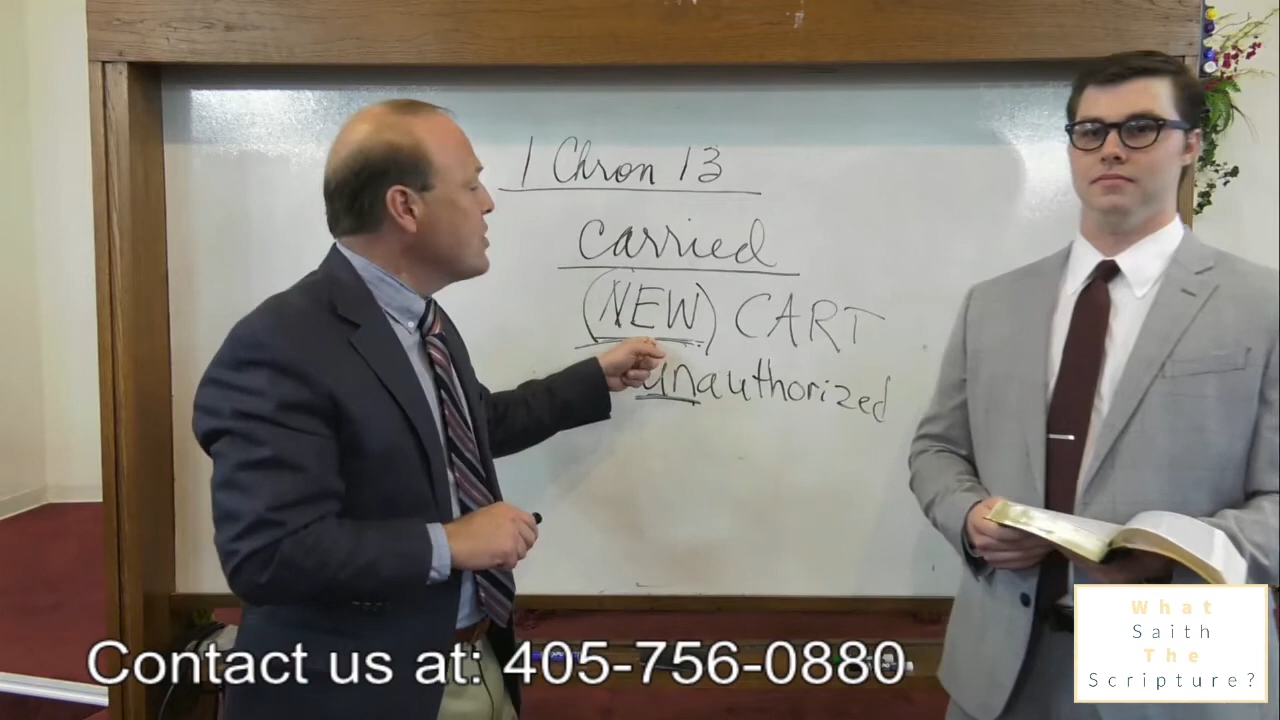 1 Chron 13
carried
(NEW) CART
unauthorized
Contact us at: 405-756-0880
What
Saith
The
Scripture?